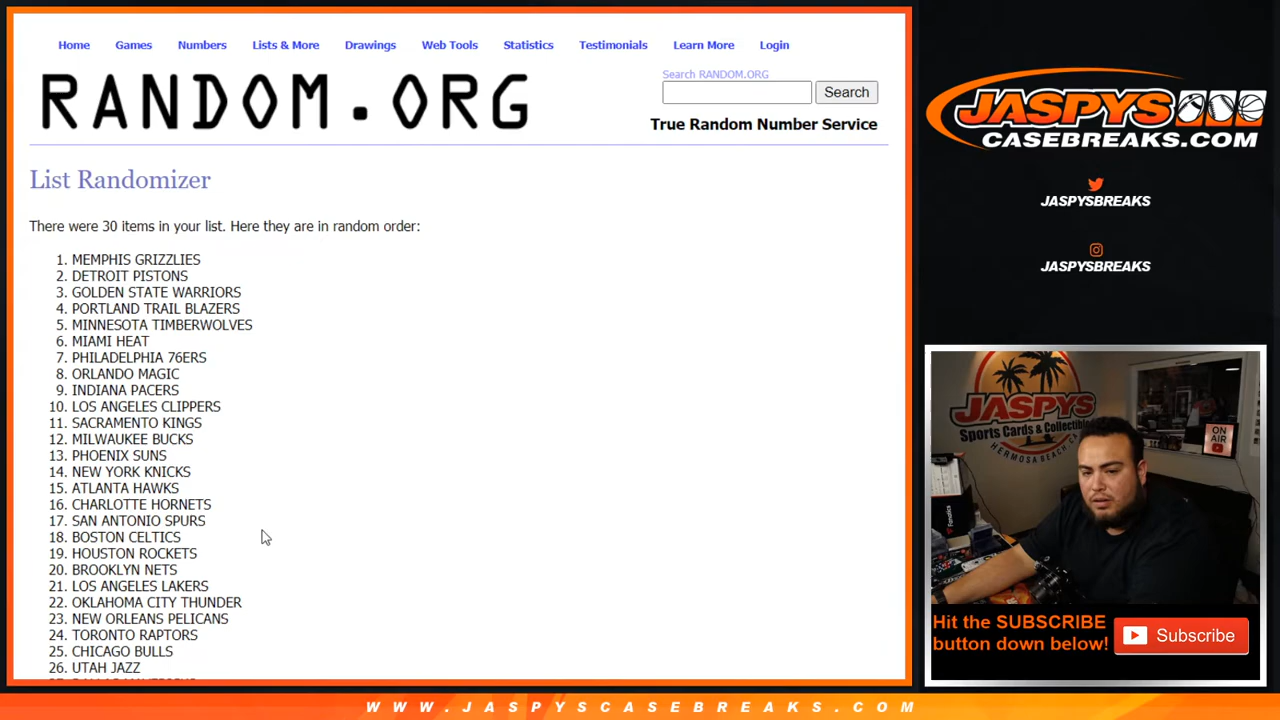 Home Games Numbers Lists & More Drawings Web Tools Statistics Testimonials Learn More Login
RANDOM.ORG
Search RANDOM.ORG
Search
True Random Number Service
List Randomizer
There were 30 items in your list. Here they are in random order:
1. MEMPHIS GRIZZLIES
2. DETROIT PISTONS
3. GOLDEN STATE WARRIORS
4. PORTLAND TRAIL BLAZERS
5. MINNESOTA TIMBERWOLVES
6. MIAMI HEAT
7. PHILADELPHIA 76ERS
8. ORLANDO MAGIC
9. INDIANA PACERS
10. LOS ANGELES CLIPPERS
11. SACRAMENTO KINGS
12. MILWAUKEE BUCKS
13. PHOENIX SUNS
14. NEW YORK KNICKS
15. ATLANTA HAWKS
16. CHARLOTTE HORNETS
17. SAN ANTONIO SPURS
18. BOSTON CELTICS
19. HOUSTON ROCKETS
20. BROOKLYN NETS
21. LOS ANGELES LAKERS
22. OKLAHOMA CITY THUNDER
23. NEW ORLEANS PELICANS
24. TORONTO RAPTORS
25. CHICAGO BULLS
26. UTAH JAZZ
JASPYS
CASEBREAKS.COM
JASPYSBREAKS
JASPYSBREAKS
JASPYS
Sports Cards & Collectibles
HERMOSA BEACH
ON
AIR
Fanatics
Hit the SUBSCRIBE
button down below!
Subscribe
WWW.JASPYSCASEBREAKS.COM